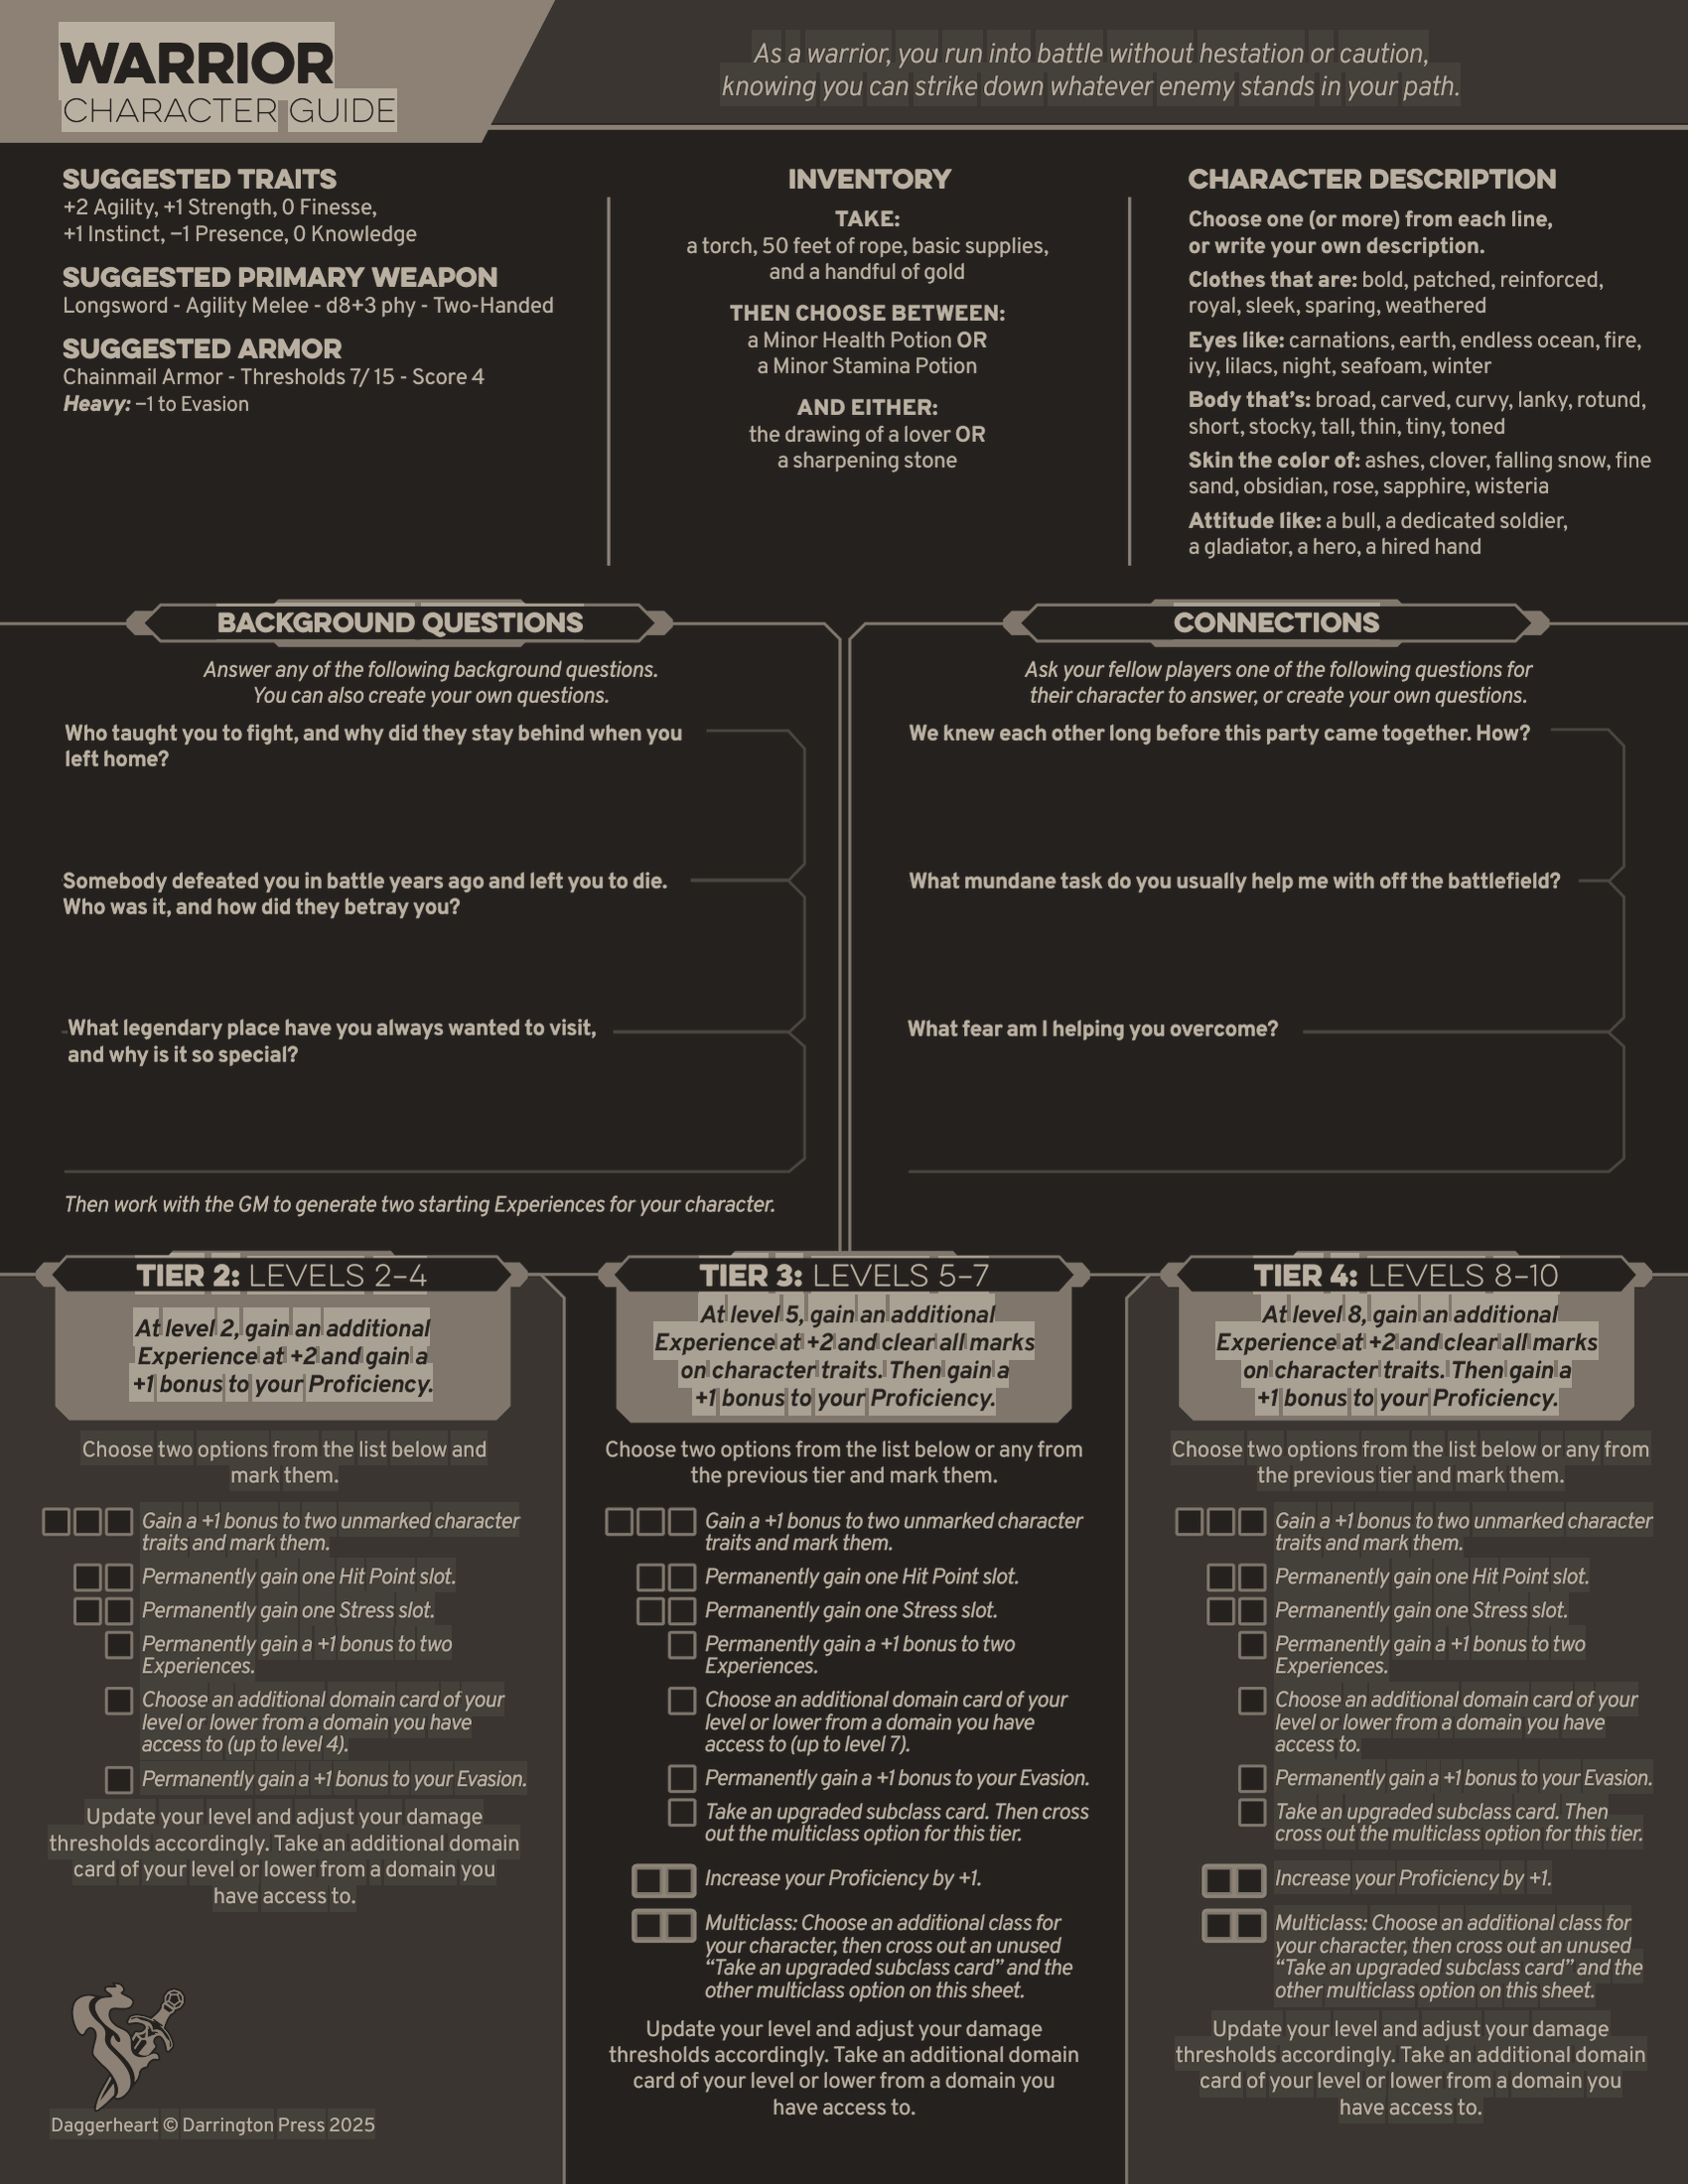 WARRIOR
CHARACTER GUIDE
As a warrior, you run into battle without hestation or caution,
knowing you can strike down whatever enemy stands in your path.
SUGGESTED TRAITS
+2 Agility, +1 Strength, 0 Finesse,
+1 Instinct, −1 Presence, 0 Knowledge
SUGGESTED PRIMARY WEAPON
Longsword - Agility Melee - d8+3 phy - Two-Handed
SUGGESTED ARMOR
Chainmail Armor - Thresholds 7/ 15 - Score 4
Heavy: −1 to Evasion
INVENTORY
TAKE:
a torch, 50 feet of rope, basic supplies,
and a handful of gold
THEN CHOOSE BETWEEN:
a Minor Health Potion OR
a Minor Stamina Potion
AND EITHER:
the drawing of a lover OR
a sharpening stone
CHARACTER DESCRIPTION
Choose one (or more) from each line,
or write your own description.
Clothes that are: bold, patched, reinforced,
royal, sleek, sparing, weathered
Eyes like: carnations, earth, endless ocean, fire,
ivy, lilacs, night, seafoam, winter
Body that’s: broad, carved, curvy, lanky, rotund,
short, stocky, tall, thin, tiny, toned
Skin the color of: ashes, clover, falling snow, fine
sand, obsidian, rose, sapphire, wisteria
Attitude like: a bull, a dedicated soldier,
a gladiator, a hero, a hired hand
BACKGROUND QUESTIONS
Answer any of the following background questions.
You can also create your own questions.
Who taught you to fight, and why did they stay behind when you
left home?
Somebody defeated you in battle years ago and left you to die.
Who was it, and how did they betray you?
What legendary place have you always wanted to visit,
and why is it so special?
Then work with the GM to generate two starting Experiences for your character.
CONNECTIONS
Ask your fellow players one of the following questions for
their character to answer, or create your own questions.
We knew each other long before this party came together. How?
What mundane task do you usually help me with off the battlefield?
What fear am I helping you overcome?
TIER 2: LEVELS 2–4
At level 2, gain an additional
Experience at +2 and gain a
+1 bonus to your Proficiency.
Choose two options from the list below and
mark them.
Gain a +1 bonus to two unmarked character
traits and mark them.
Permanently gain one Hit Point slot.
Permanently gain one Stress slot.
Permanently gain a +1 bonus to two
Experiences.
Choose an additional domain card of your
level or lower from a domain you have
access to (up to level 4).
Permanently gain a +1 bonus to your Evasion.
Update your level and adjust your damage
thresholds accordingly. Take an additional domain
card of your level or lower from a domain you
have access to.
Daggerheart © Darrington Press 2025
TIER 3: LEVELS 5–7
At level 5, gain an additional
Experience at +2 and clear all marks
on character traits. Then gain a
+1 bonus to your Proficiency.
Choose two options from the list below or any from
the previous tier and mark them.
Gain a +1 bonus to two unmarked character
traits and mark them.
Permanently gain one Hit Point slot.
Permanently gain one Stress slot.
Permanently gain a +1 bonus to two
Experiences.
Choose an additional domain card of your
level or lower from a domain you have
access to (up to level 7).
Permanently gain a +1 bonus to your Evasion.
Take an upgraded subclass card. Then cross
out the multiclass option for this tier.
Increase your Proficiency by +1.
Multiclass: Choose an additional class for
your character, then cross out an unused
“Take an upgraded subclass card” and the
other multiclass option on this sheet.
Update your level and adjust your damage
thresholds accordingly. Take an additional domain
card of your level or lower from a domain you
have access to.
TIER 4: LEVELS 8–10
At level 8, gain an additional
Experience at +2 and clear all marks
on character traits. Then gain a
+1 bonus to your Proficiency.
Choose two options from the list below or any from
the previous tier and mark them.
Gain a +1 bonus to two unmarked character
traits and mark them.
Permanently gain one Hit Point slot.
Permanently gain one Stress slot.
Permanently gain a +1 bonus to two
Experiences.
Choose an additional domain card of your
level or lower from a domain you have
access to.
Permanently gain a +1 bonus to your Evasion.
Take an upgraded subclass card. Then
cross out the multiclass option for this tier.
Increase your Proficiency by +1.
Multiclass: Choose an additional class for
your character, then cross out an unused
“Take an upgraded subclass card” and the
other multiclass option on this sheet.
Update your level and adjust your damage
thresholds accordingly. Take an additional domain
card of your level or lower from a domain you
have access to.